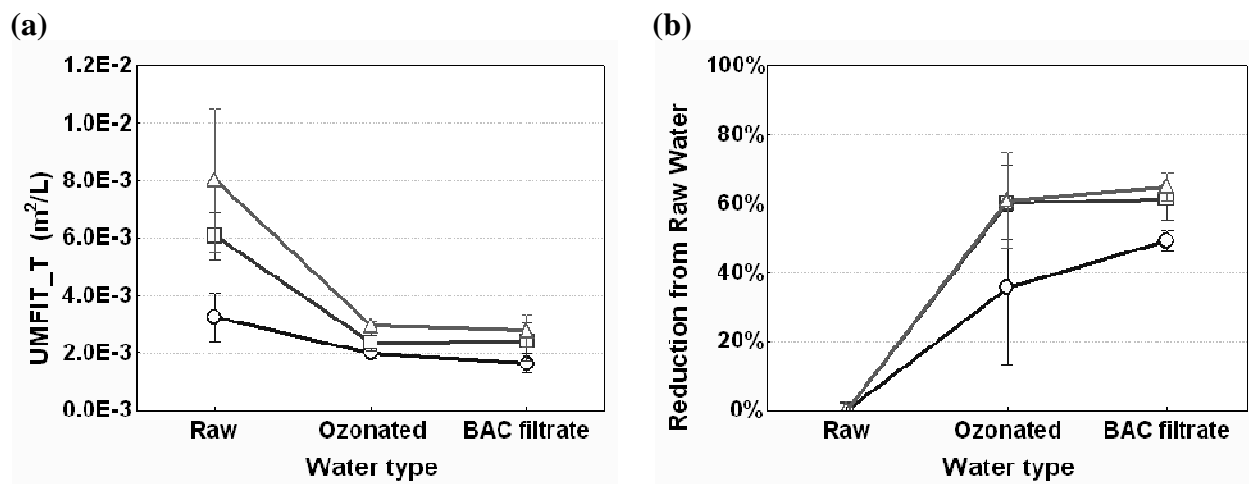 (a)
UMFIT_T (m²/L)
1.2E-2
1.0E-2
8.0E-3
6.0E-3
4.0E-3
2.0E-3
0.0E-3
Raw Ozonated BAC filtrate
Water type
(b)
Reduction from Raw Water
100%
80%
60%
40%
20%
0%
Raw Ozonated BAC filtrate
Water type